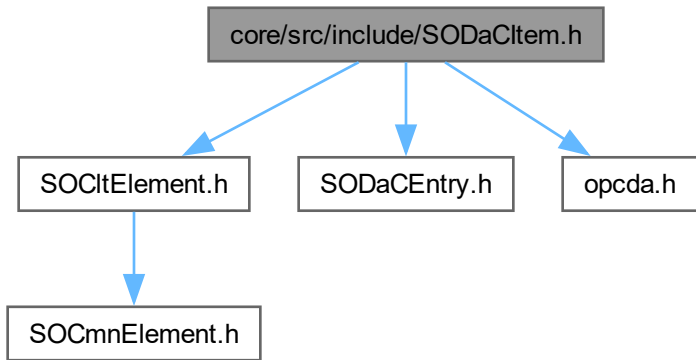 core/src/include/SODaCItem.h
SOCltElement.h
SODaCEntry.h
opcda.h
SOCmnElement.h